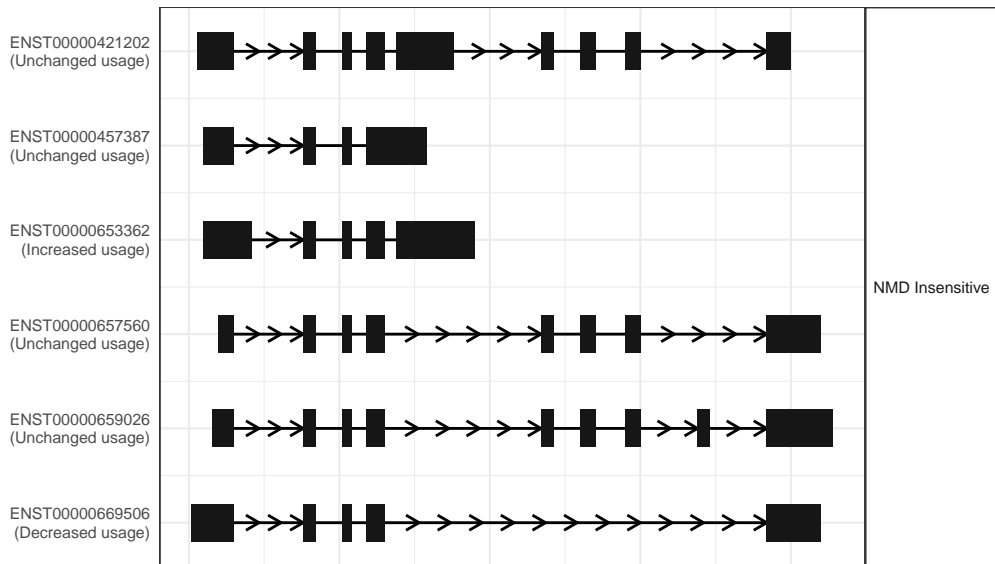 ENST00000421202
(Unchanged usage)
ENST00000457387
(Unchanged usage)
ENST00000653362
(Increased usage)
NMD Insensitive
ENST00000657560
(Unchanged usage)
ENST00000659026
(Unchanged usage)
ENST00000669506
(Decreased usage)